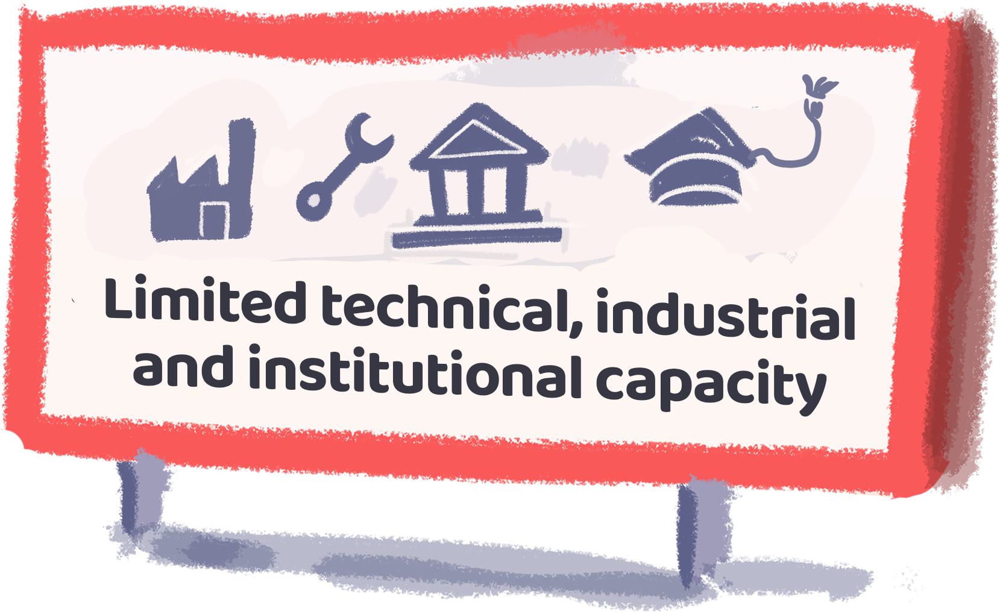 Limited technical, industrial
and institutional capacity